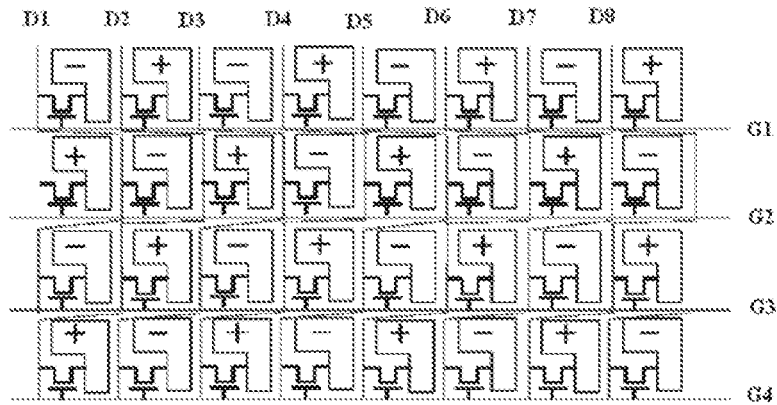 D1 D2 D3 D4 D5 D6 D7 D8
− + − + − + − +
G1
+ − + − + − + −
G2
− + − + − + − +
G3
+ − + − + − + −
G4